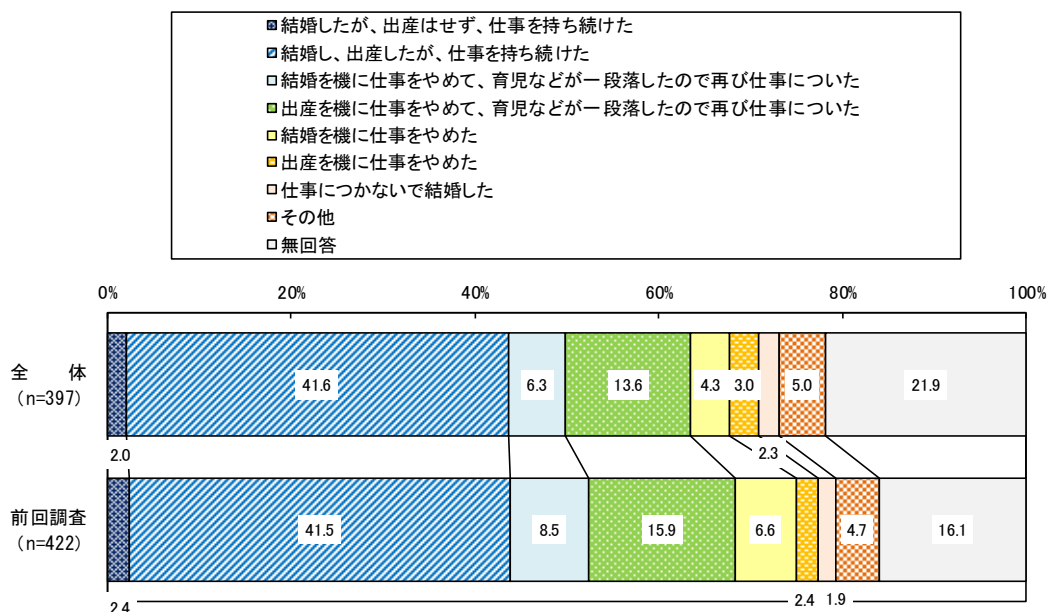 結婚したが、出産はせず、仕事を持ち続けた
結婚し、出産したが、仕事を持ち続けた
結婚を機に仕事をやめて、育児などが一段落したので再び仕事についた
出産を機に仕事をやめて、育児などが一段落したので再び仕事についた
結婚を機に仕事をやめた
出産を機に仕事をやめた
仕事につかないで結婚した
その他
無回答
0% 20% 40% 60% 80% 100%
全　体
(n=397)
41.6 6.3 13.6 4.3 3.0 5.0 21.9
2.0 2.3
前回調査
(n=422)
41.5 8.5 15.9 6.6 4.7 16.1
2.4 2.4 1.9